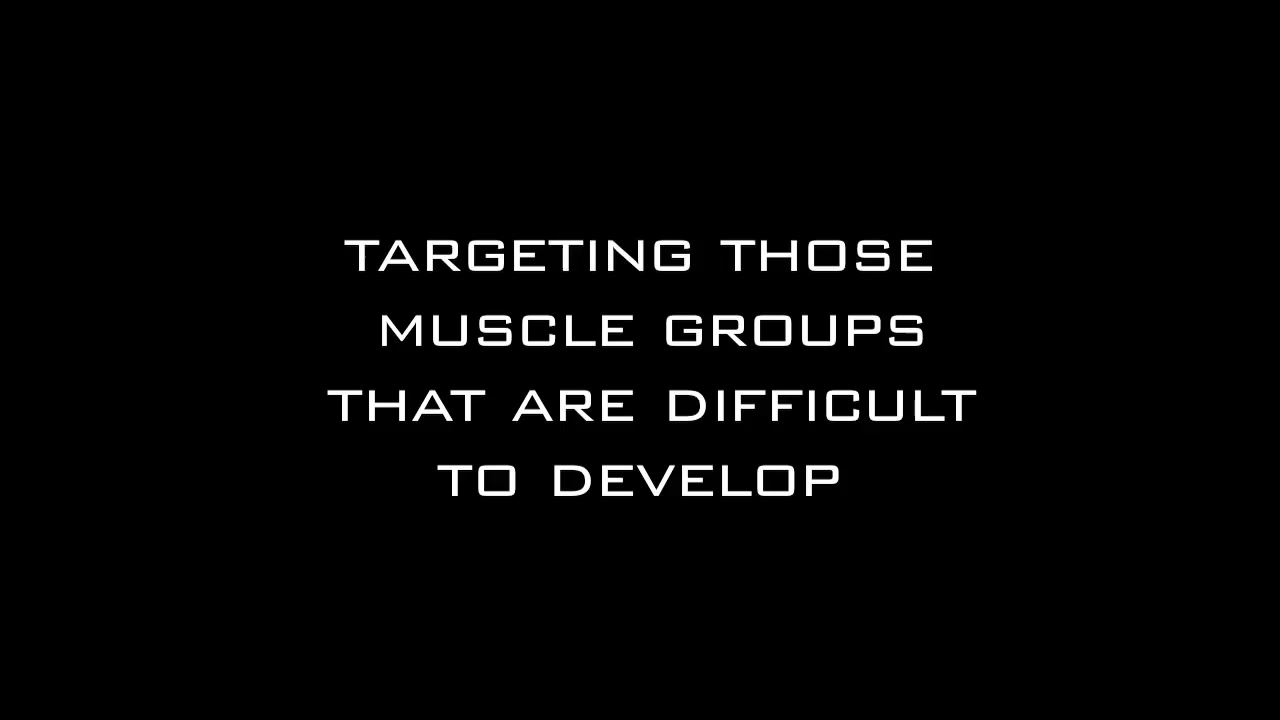 TARGETING THOSE
MUSCLE GROUPS
THAT ARE DIFFICULT
TO DEVELOP